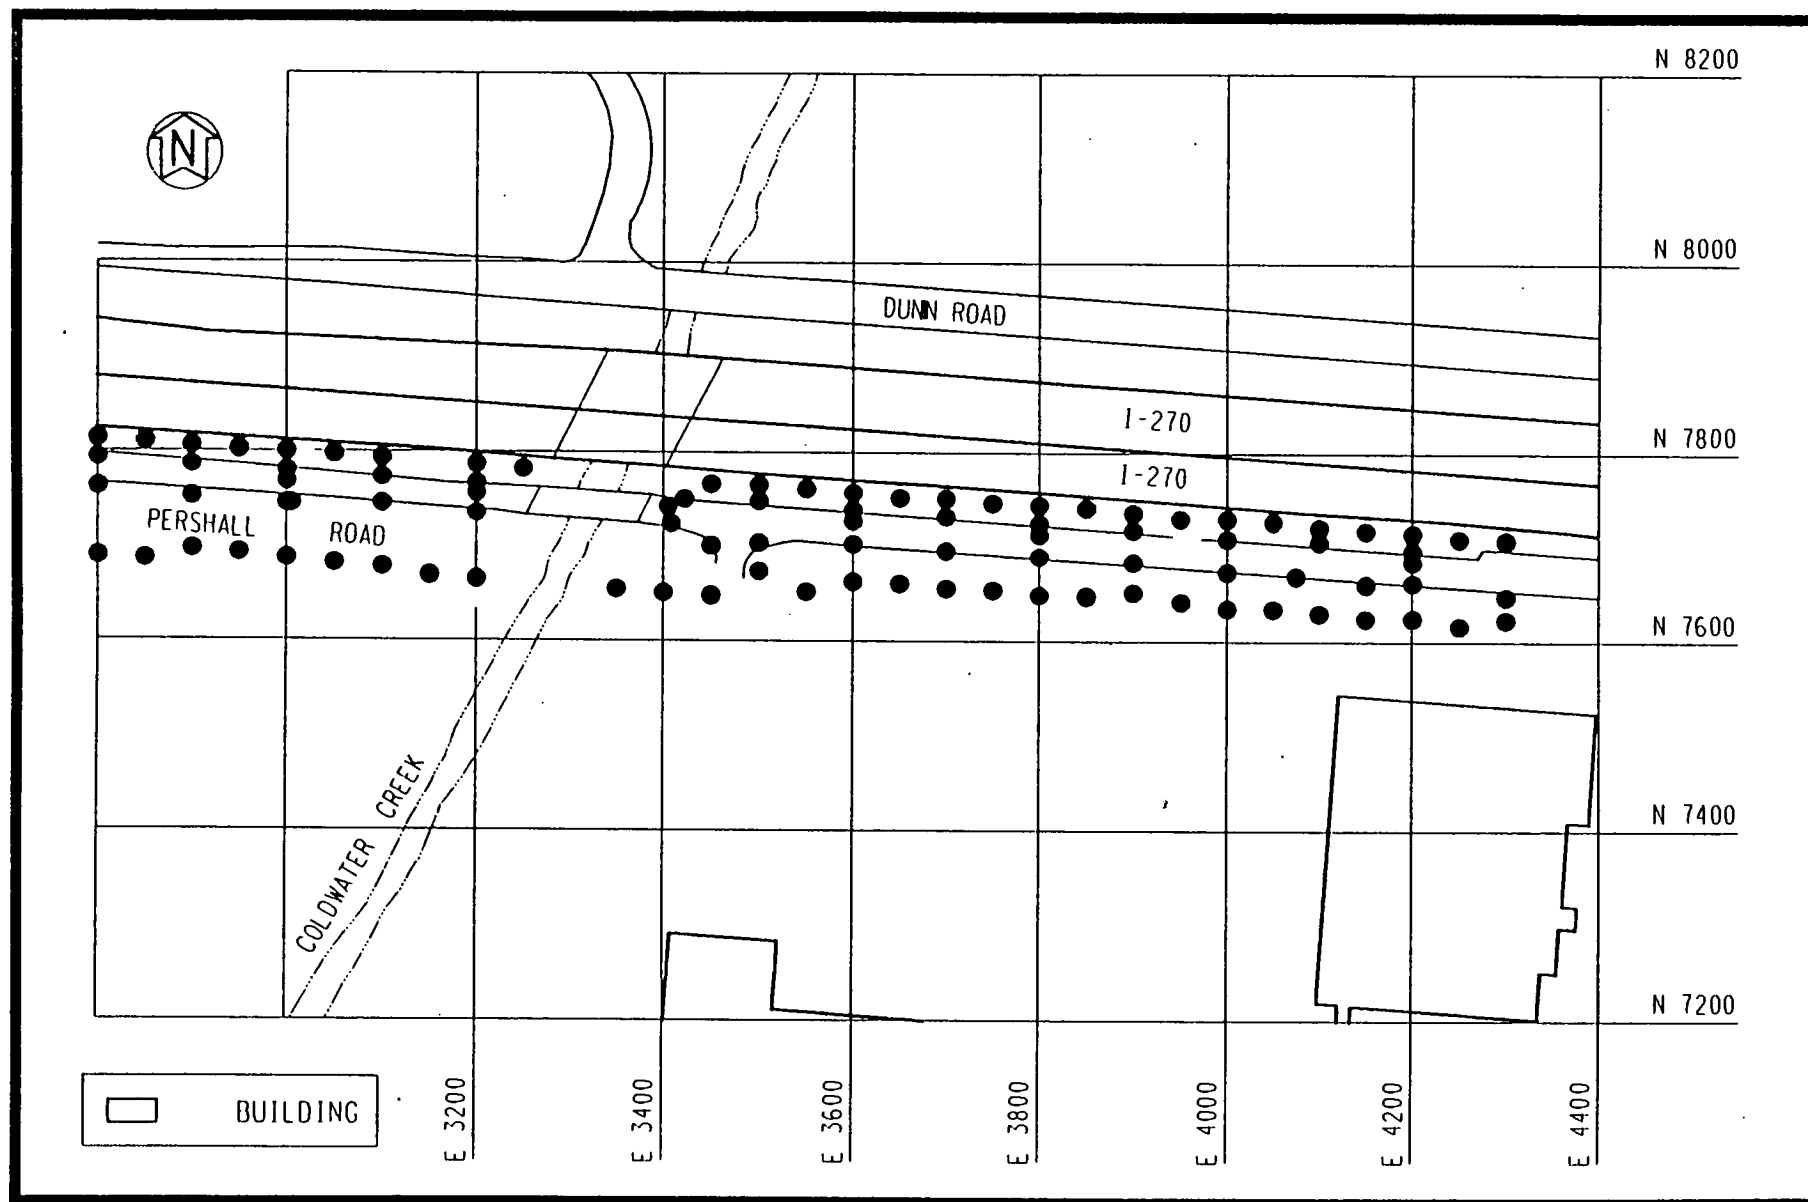 N 8200
N
N 8000
DUNN ROAD
I-270
N 7800
I-270
PERSHALL ROAD
N 7600
COLDWATER CREEK
N 7400
N 7200
BUILDING
E 3200
E 3400
E 3600
E 3800
E 4000
E 4200
E 4400